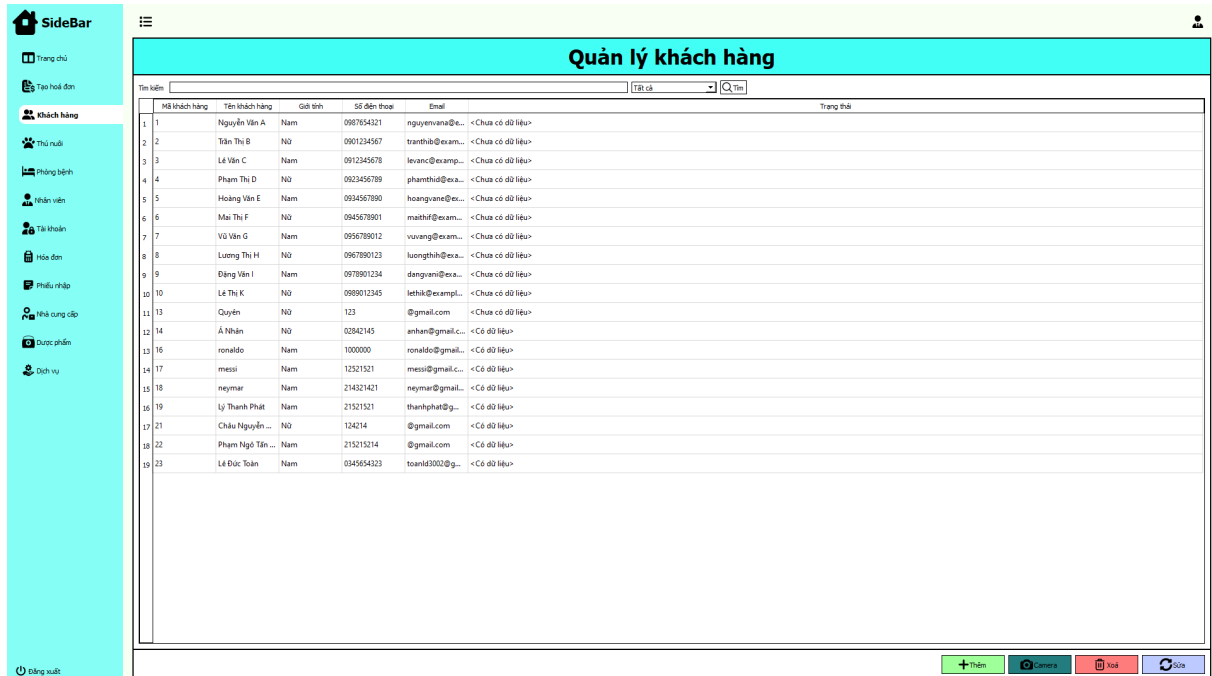 SideBar
Trang chủ
Tạo hoá đơn
Khách hàng
Thú nuôi
Phòng bệnh
Nhân viên
Tài khoản
Hóa đơn
Phiếu nhập
Nhà cung cấp
Dược phẩm
Dịch vụ
Đăng xuất
Quản lý khách hàng
Tìm kiếm Tất cả Tìm
Mã khách hàng Tên khách hàng Giới tính Số điện thoại Email Trạng thái
1 1 Nguyễn Văn A Nam 0987654321 nguyenvana@e... <Chưa có dữ liệu>
2 2 Trần Thị B Nữ 0901234567 tranthib@exam... <Chưa có dữ liệu>
3 3 Lê Văn C Nam 0912345678 levanc@examp... <Chưa có dữ liệu>
4 4 Phạm Thị D Nữ 0923456789 phamthid@exa... <Chưa có dữ liệu>
5 5 Hoàng Văn E Nam 0934567890 hoangvane@ex... <Chưa có dữ liệu>
6 6 Mai Thị F Nữ 0945678901 maithif@exam... <Chưa có dữ liệu>
7 7 Vũ Văn G Nam 0956789012 vuvang@exam... <Chưa có dữ liệu>
8 8 Lương Thị H Nữ 0967890123 luongthih@exa... <Chưa có dữ liệu>
9 9 Đặng Văn I Nam 0978901234 dangvani@exa... <Chưa có dữ liệu>
10 10 Lê Thị K Nữ 0989012345 lethik@exampl... <Chưa có dữ liệu>
11 13 Quyên Nữ 123 @gmail.com <Chưa có dữ liệu>
12 14 Á Nhân Nữ 02842145 anhan@gmail.c... <Có dữ liệu>
13 16 ronaldo Nam 1000000 ronaldo@gmail... <Có dữ liệu>
14 17 messi Nam 12521521 messi@gmail.c... <Có dữ liệu>
15 18 neymar Nam 214321421 neymar@gmail... <Có dữ liệu>
16 19 Lý Thanh Phát Nam 21521521 thanhphat@g... <Có dữ liệu>
17 21 Châu Nguyễn ... Nữ 124214 @gmail.com <Có dữ liệu>
18 22 Phạm Ngô Tấn ... Nam 215215214 @gmail.com <Có dữ liệu>
19 23 Lê Đức Toàn Nam 0345654323 toanld3002@g... <Có dữ liệu>
Thêm Camera Xoá Sửa